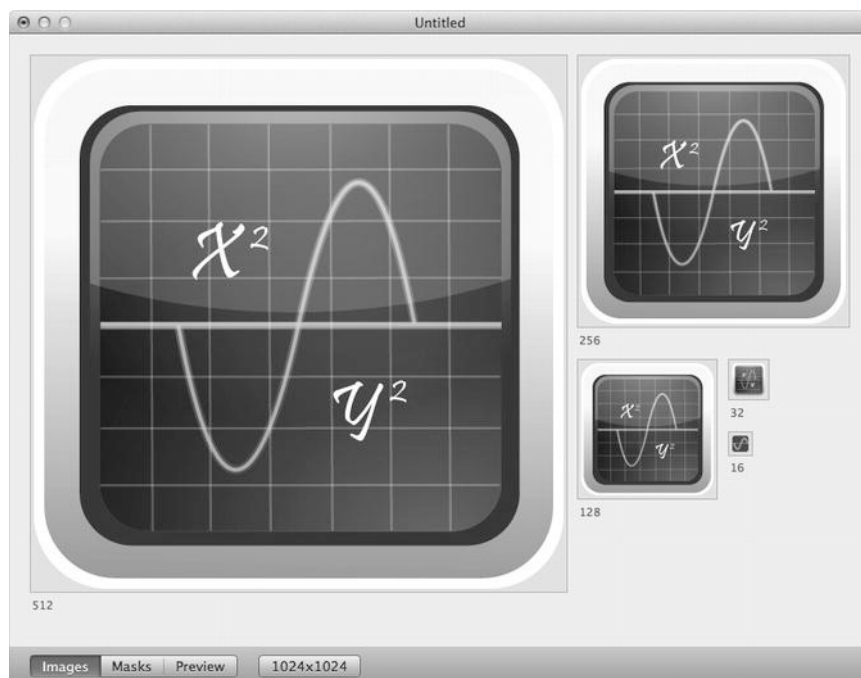 Untitled
X²
Y²
512
X²
Y²
256
X²
Y²
128
32
16
Images Masks Preview 1024x1024